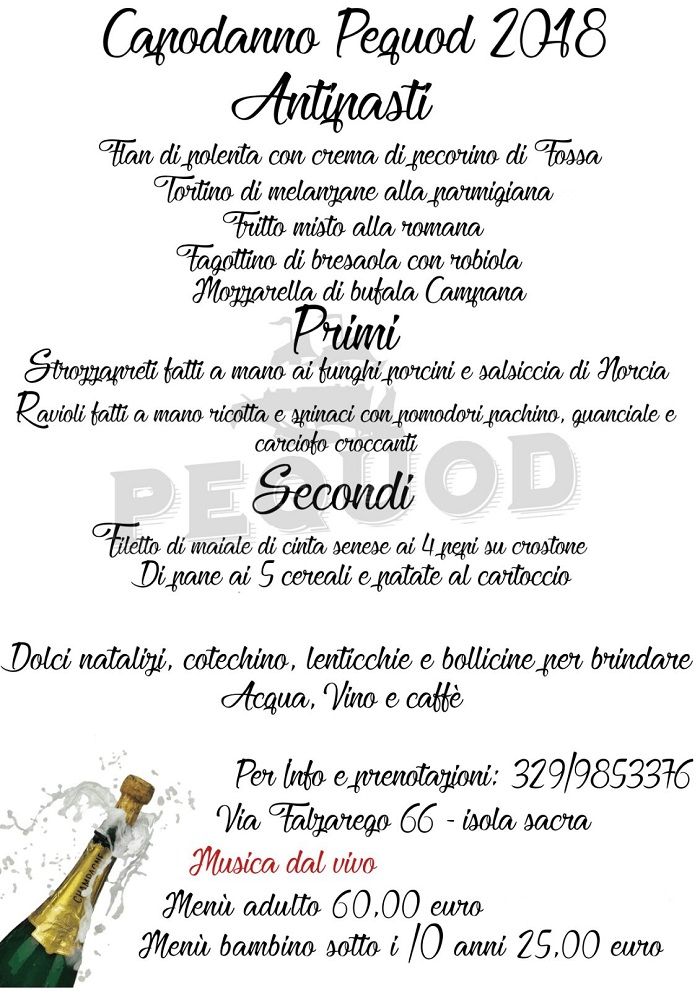 Capodanno Pequod 2018
Antipasti
Flan di polenta con crema di pecorino di Fossa
Tortino di melanzane alla parmigiana
Fritto misto alla romana
Fagottino di bresaola con robiola
Mozzarella di bufala Campana
Primi
Strozzapreti fatti a mano ai funghi porcini e salsiccia di Norcia
Ravioli fatti a mano ricotta e spinaci con pomodori pachino, guanciale e
carciofo croccanti
PEQUOD
Secondi
Filetto di maiale di cinta senese ai 4 pepi su crostone
Di pane ai 5 cereali e patate al cartoccio
Dolci natalizi, cotechino, lenticchie e bollicine per brindare
Acqua, Vino e caffè
Per Info e prenotazioni: 329/9853376
Via Falzarego 66 - isola sacra
CHAMPAGNE
Musica dal vivo
Menù adulto 60,00 euro
Menù bambino sotto i 10 anni 25,00 euro